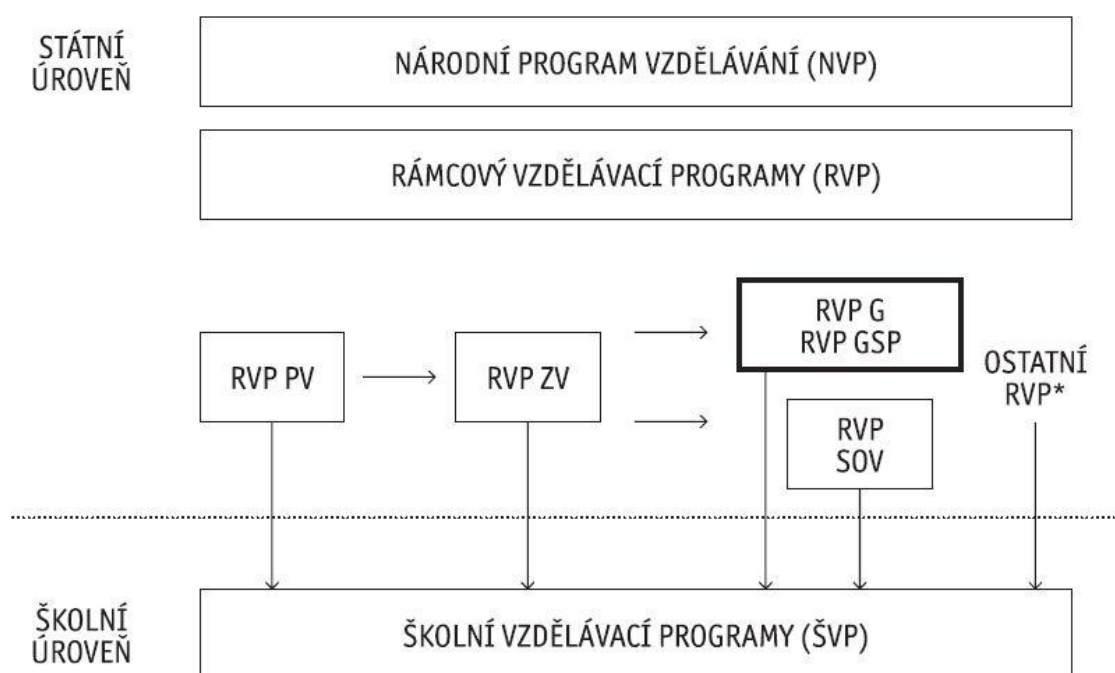 STÁTNÍ
ÚROVEŇ
NÁRODNÍ PROGRAM VZDĚLÁVÁNÍ (NVP)
RÁMCOVÝ VZDĚLÁVACÍ PROGRAMY (RVP)
RVP PV
RVP ZV
RVP G
RVP GSP
RVP
SOV
OSTATNÍ
RVP*
ŠKOLNÍ
ÚROVEŇ
ŠKOLNÍ VZDĚLÁVACÍ PROGRAMY (ŠVP)